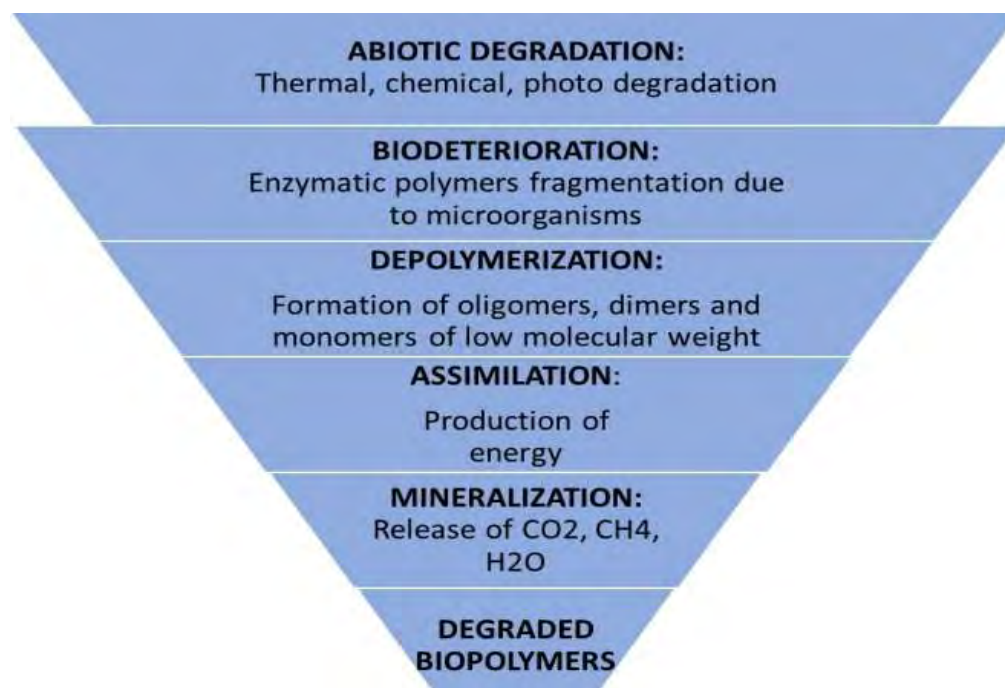 ABIOTIC DEGRADATION:
Thermal, chemical, photo degradation
BIODETERIORATION:
Enzymatic polymers fragmentation due
to microorganisms
DEPOLYMERIZATION:
Formation of oligomers, dimers and
monomers of low molecular weight
ASSIMILATION:
Production of
energy
MINERALIZATION:
Release of CO2, CH4,
H2O
DEGRADED
BIOPOLYMERS